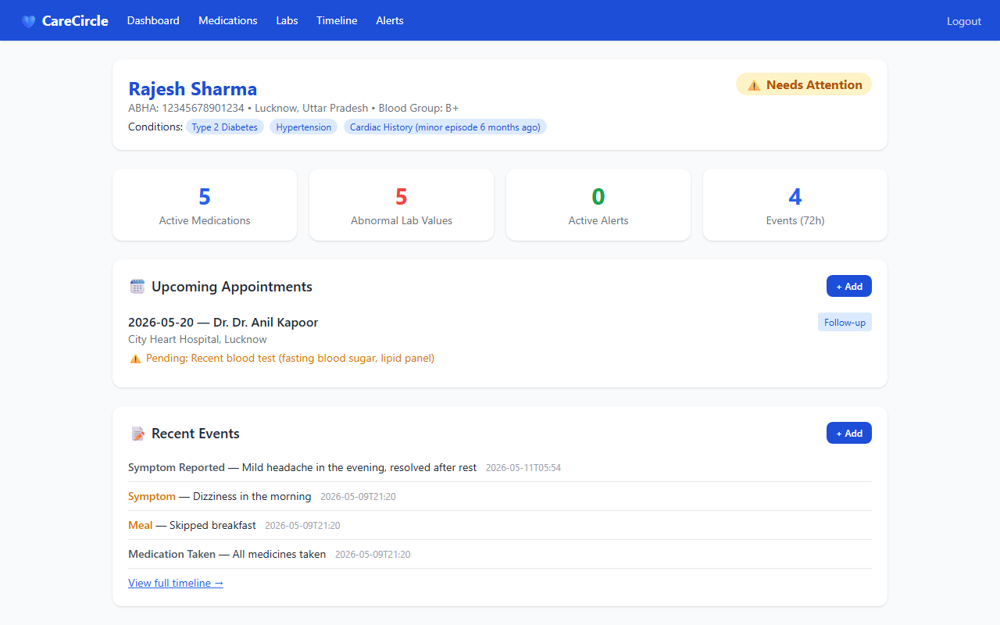 CareCircle Dashboard Medications Labs Timeline Alerts Logout
Rajesh Sharma
⚠️ Needs Attention
ABHA: 12345678901234 • Lucknow, Uttar Pradesh • Blood Group: B+
Conditions: Type 2 Diabetes Hypertension Cardiac History (minor episode 6 months ago)
5
Active Medications
5
Abnormal Lab Values
0
Active Alerts
4
Events (72h)
Upcoming Appointments
+ Add
2026-05-20 — Dr. Dr. Anil Kapoor
Follow-up
City Heart Hospital, Lucknow
⚠️ Pending: Recent blood test (fasting blood sugar, lipid panel)
Recent Events
+ Add
Symptom Reported — Mild headache in the evening, resolved after rest 2026-05-11T05:54
Symptom — Dizziness in the morning 2026-05-09T21:20
Meal — Skipped breakfast 2026-05-09T21:20
Medication Taken — All medicines taken 2026-05-09T21:20
View full timeline →